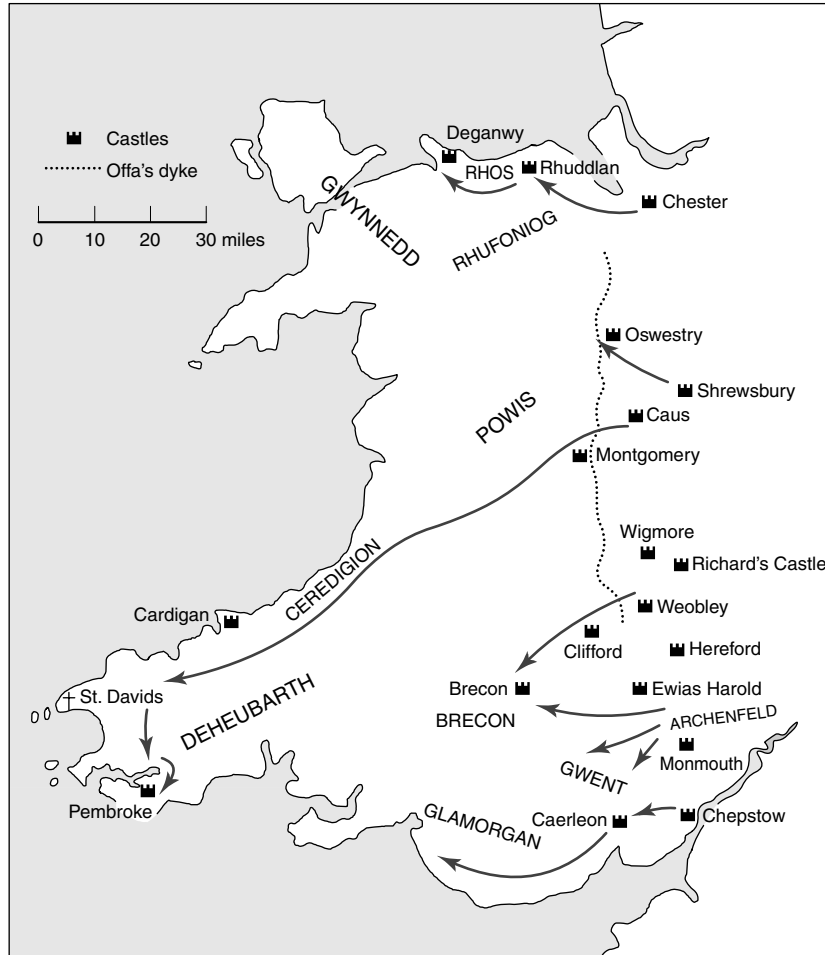 Castles
Offa's dyke
0 10 20 30 miles
Deganwy
RHOS
Rhuddlan
Chester
GWYNNEDD
RHUFONIOG
Oswestry
Shrewsbury
POWIS
Caus
Montgomery
Wigmore
Richard's Castle
CEREDIGION
Weobley
Cardigan
Clifford
Hereford
St. Davids
DEHEUBARTH
Brecon
Ewias Harold
BRECON
ARCHENFELD
Monmouth
GWENT
Pembroke
GLAMORGAN
Caerleon
Chepstow